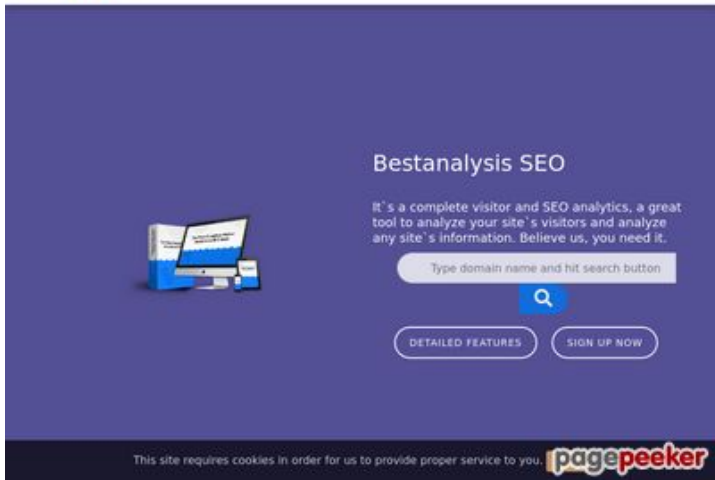 Bestanalysis SEO
It`s a complete visitor and SEO analytics, a great
tool to analyze your site`s visitors and analyze
any site`s information. Believe us, you need it.
Type domain name and hit search button
DETAILED FEATURES
SIGN UP NOW
This site requires cookies in order for us to provide proper service to you.
pagepeeker